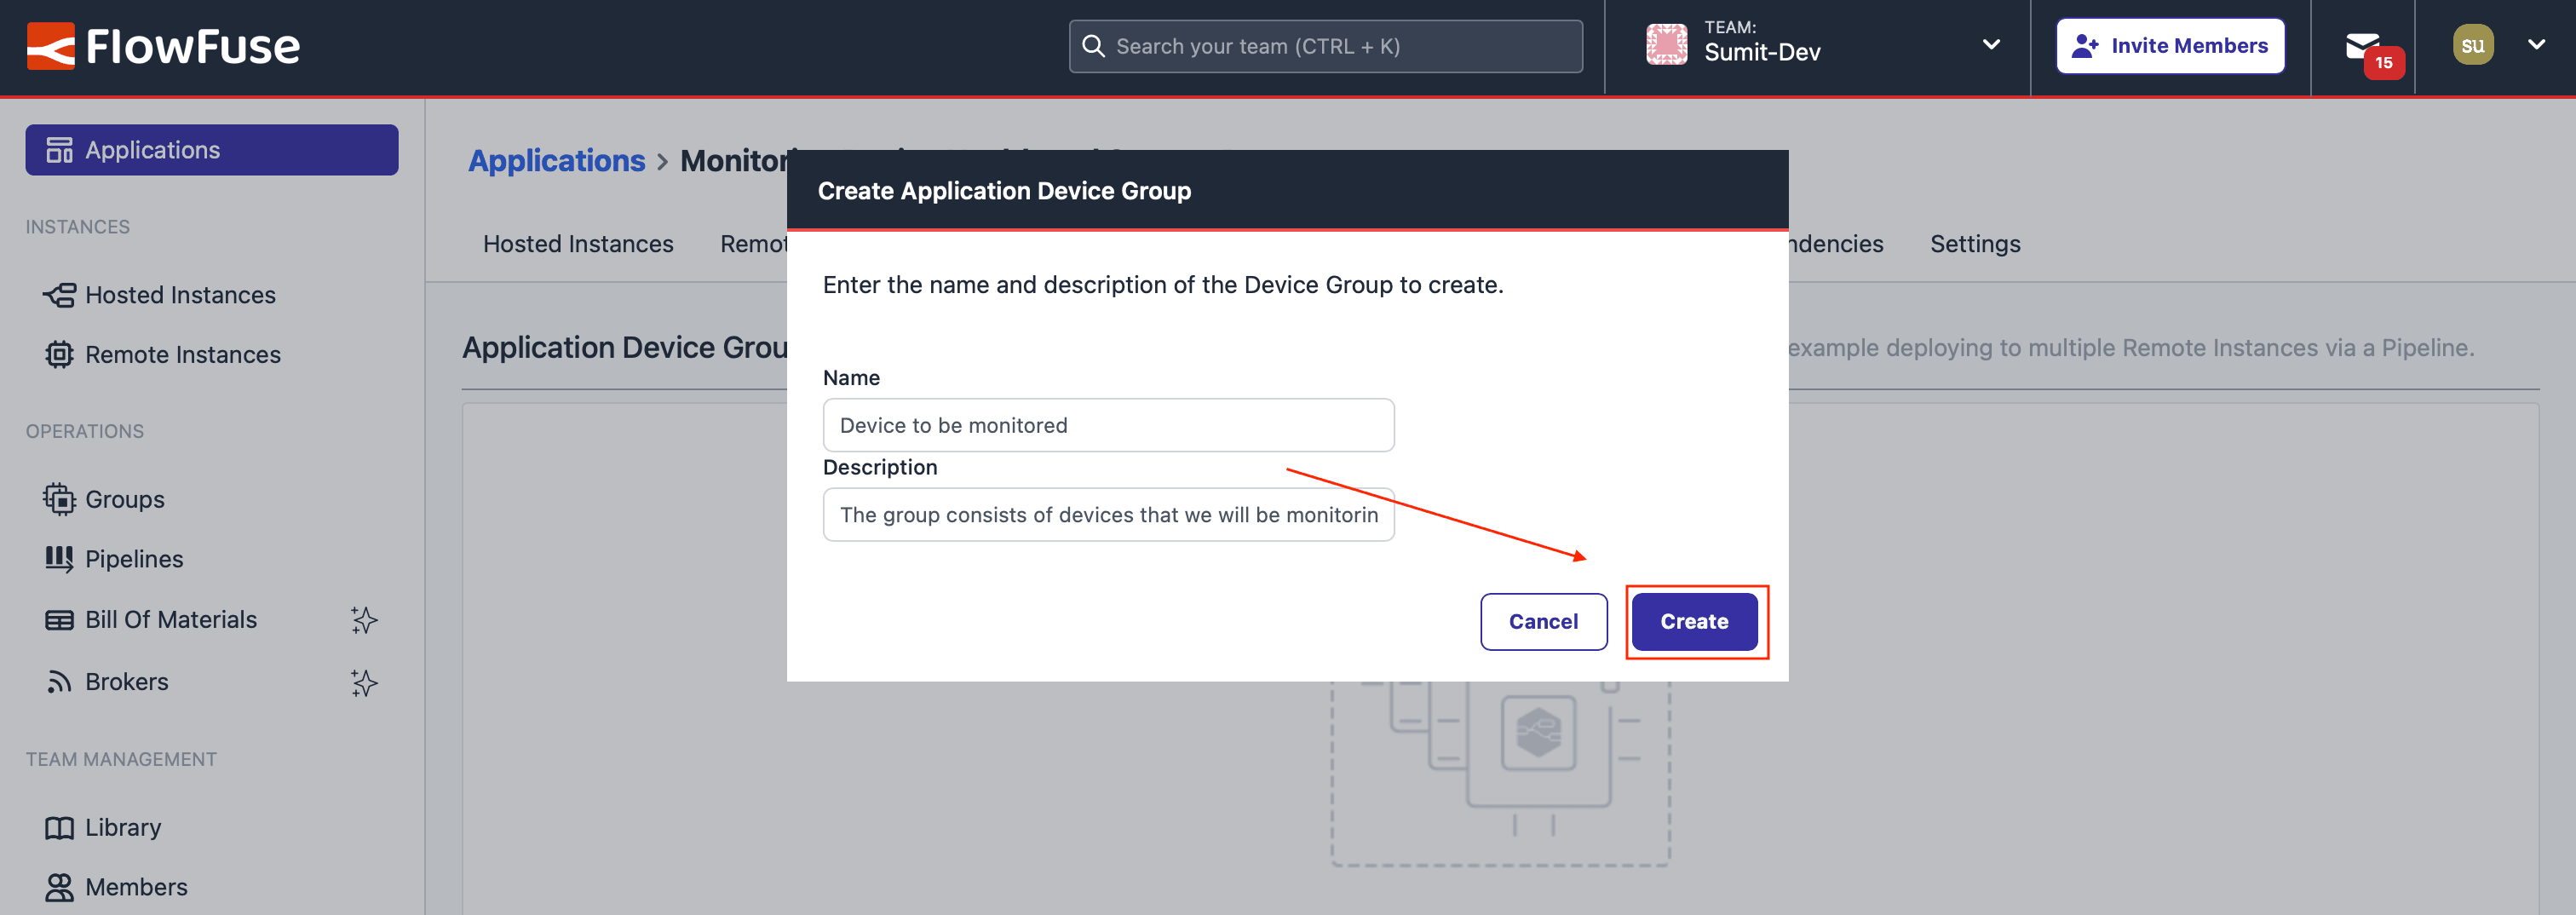 FlowFuse
Search your team (CTRL + K)
TEAM:
Sumit-Dev
Invite Members
15
su
Applications
INSTANCES
Hosted Instances
Remote Instances
OPERATIONS
Groups
Pipelines
Bill Of Materials
Brokers
TEAM MANAGEMENT
Library
Members
Applications > Monitori
Hosted Instances
Remot
ndencies
Settings
Application Device Grou
example deploying to multiple Remote Instances via a Pipeline.
Create Application Device Group
Enter the name and description of the Device Group to create.
Name
Device to be monitored
Description
The group consists of devices that we will be monitorin
Cancel
Create